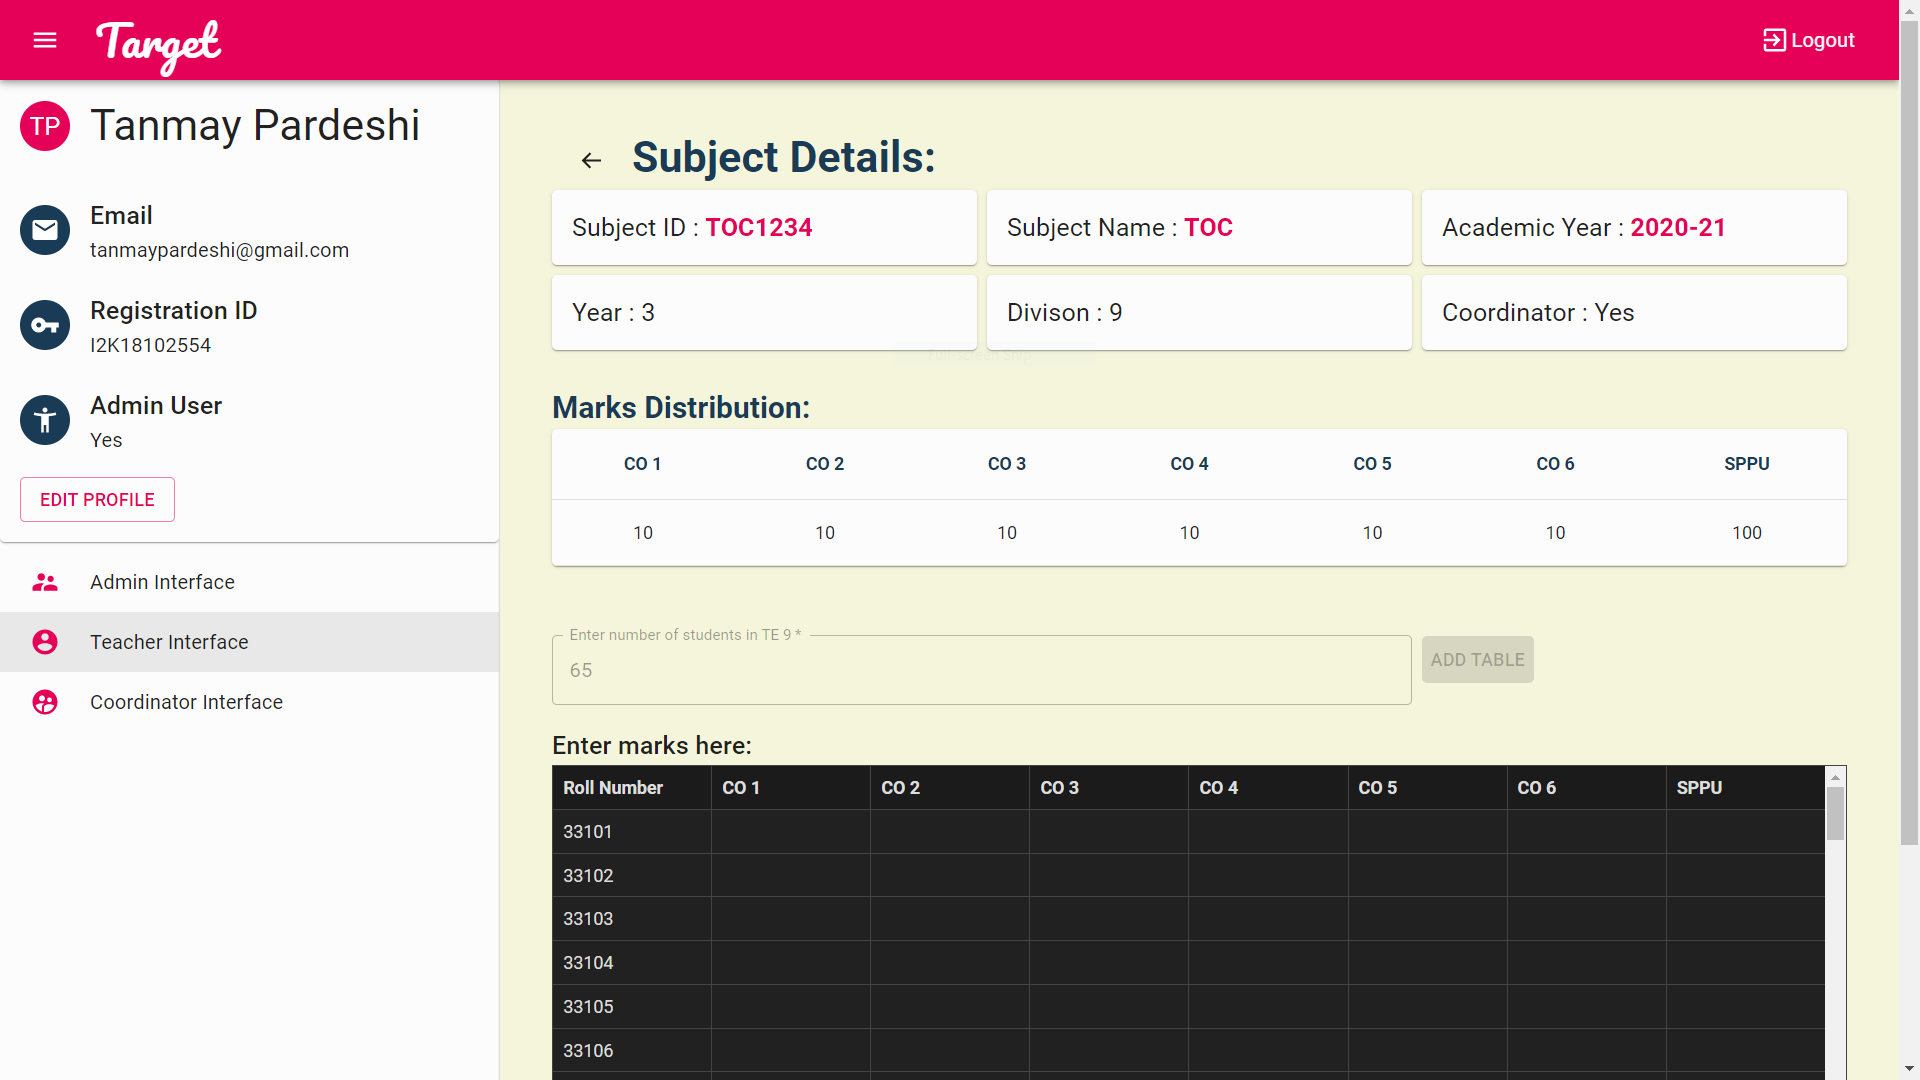 Target
Logout
TP
Tanmay Pardeshi
Email
tanmaypardeshi@gmail.com
Registration ID
I2K18102554
Admin User
Yes
EDIT PROFILE
Admin Interface
Teacher Interface
Coordinator Interface
Subject Details:
Subject ID : TOC1234
Subject Name : TOC
Academic Year : 2020-21
Year : 3
Divison : 9
Coordinator : Yes
Full-screen Snip
Marks Distribution:
CO 1 CO 2 CO 3 CO 4 CO 5 CO 6 SPPU
10 10 10 10 10 10 100
Enter number of students in TE 9 *
65
ADD TABLE
Enter marks here:
Roll Number CO 1 CO 2 CO 3 CO 4 CO 5 CO 6 SPPU
33101
33102
33103
33104
33105
33106